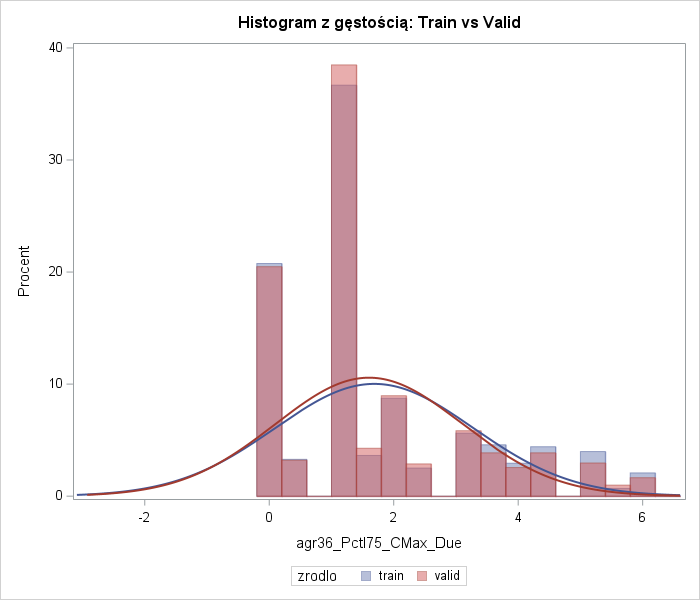 Histogram z gęstością: Train vs Valid
40
30
20
10
0
Procent
-2 0 2 4 6
agr36_Pctl75_CMax_Due
zrodlo train valid